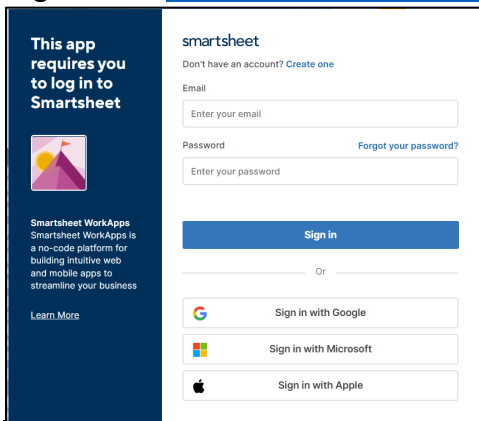 This app
requires you
to log in to
Smartsheet
Smartsheet WorkApps
Smartsheet WorkApps is
a no-code platform for
building intuitive web
and mobile apps to
streamline your business
Learn More
smartsheet
Don't have an account? Create one
Email
Enter your email
Password Forgot your password?
Enter your password
Sign in
Or
Sign in with Google
Sign in with Microsoft
Sign in with Apple